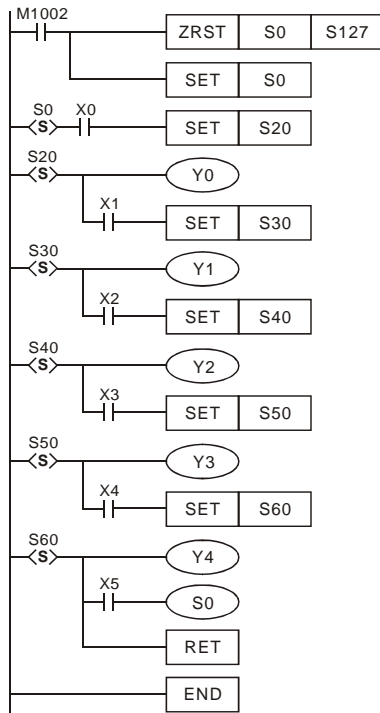 M1002
ZRST S0 S127
SET S0
S0 X0
S SET S20
S20
S Y0
X1
SET S30
S30
S Y1
X2
SET S40
S40
S Y2
X3
SET S50
S50
S Y3
X4
SET S60
S60
S Y4
X5
S0
RET
END